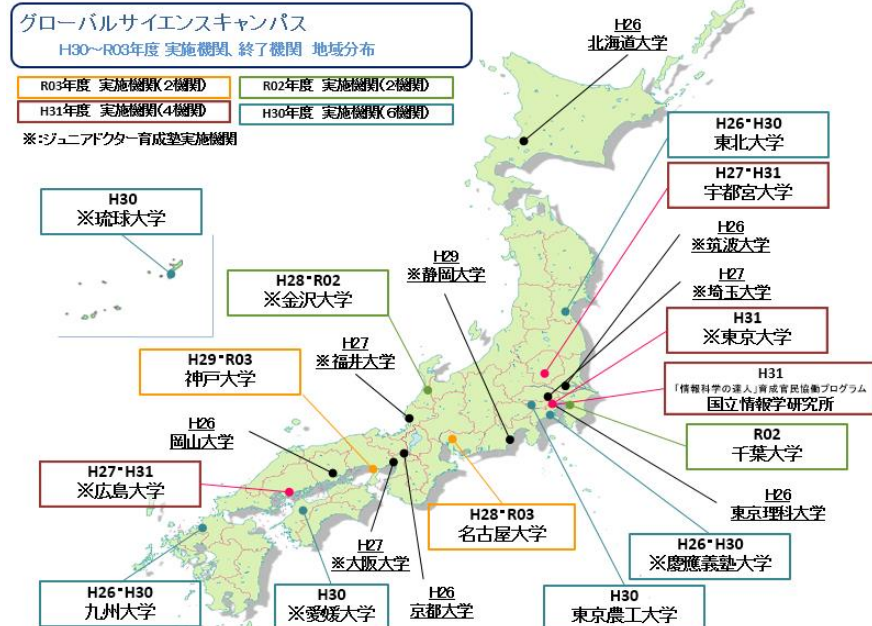 グローバルサイエンスキャンパス
H30～R03年度 実施機関、終了機関 地域分布
R03年度 実施機関(2機関)
R02年度 実施機関(2機関)
H31年度 実施機関(4機関)
H30年度 実施機関(6機関)
※:ジュニアドクター育成塾実施機関
H26
北海道大学
H26・H30
東北大学
H27・H31
宇都宮大学
H30
※琉球大学
H26
※筑波大学
H29
※静岡大学
H27
※埼玉大学
H28・R02
※金沢大学
H31
※東京大学
H27
※福井大学
H29・R03
神戸大学
H31
「情報科学の達人」育成官民協働プログラム
国立情報学研究所
H26
岡山大学
R02
千葉大学
H27・H31
※広島大学
H26
東京理科大学
H28・R03
名古屋大学
H27
※大阪大学
H26・H30
※慶應義塾大学
H26・H30
九州大学
H30
※愛媛大学
H26
京都大学
H30
東京農工大学